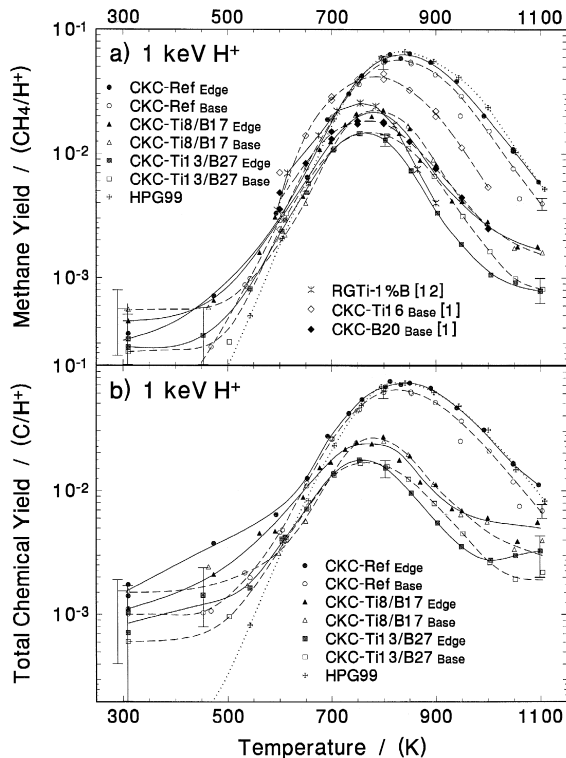 300 500 700 900 1100
10^-1
a) 1 keV H+
CKC-Ref Edge
CKC-Ref Base
CKC-Ti8/B17 Edge
CKC-Ti8/B17 Base
CKC-Ti13/B27 Edge
CKC-Ti13/B27 Base
HPG99
10^-2
10^-3
RGTi-1%B [12]
CKC-Ti16 Base [1]
CKC-B20 Base [1]
Methane Yield / (CH4/H+)
10^-1
b) 1 keV H+
10^-2
10^-3
CKC-Ref Edge
CKC-Ref Base
CKC-Ti8/B17 Edge
CKC-Ti8/B17 Base
CKC-Ti13/B27 Edge
CKC-Ti13/B27 Base
HPG99
Total Chemical Yield / (C/H+)
300 500 700 900 1100
Temperature / (K)